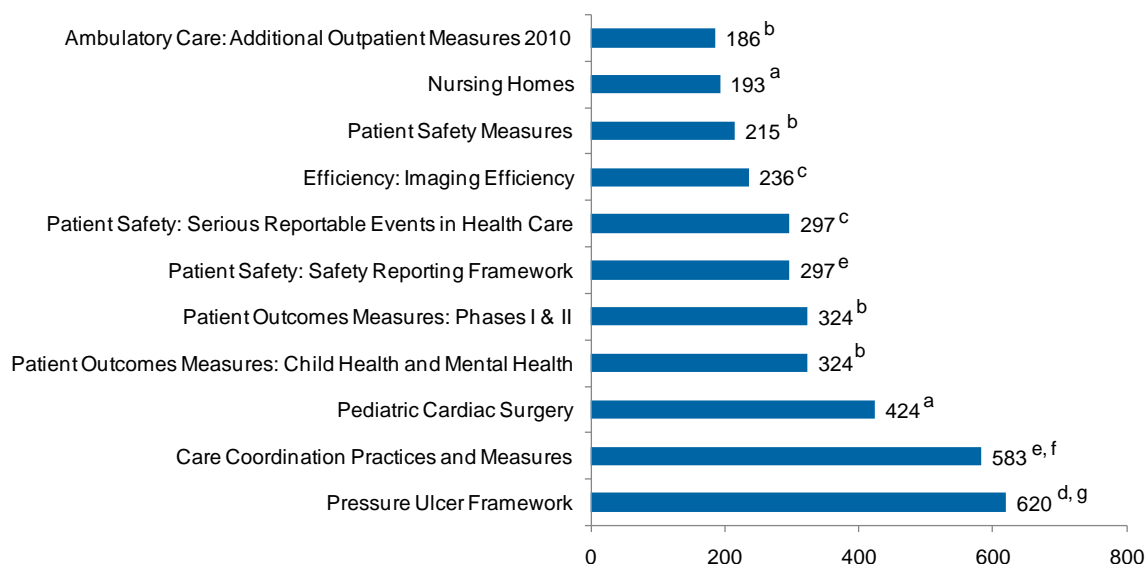 Ambulatory Care: Additional Outpatient Measures 2010 186 b
Nursing Homes 193 a
Patient Safety Measures 215 b
Efficiency: Imaging Efficiency 236 c
Patient Safety: Serious Reportable Events in Health Care 297 c
Patient Safety: Safety Reporting Framework 297 e
Patient Outcomes Measures: Phases I & II 324 b
Patient Outcomes Measures: Child Health and Mental Health 324 b
Pediatric Cardiac Surgery 424 a
Care Coordination Practices and Measures 583 e, f
Pressure Ulcer Framework 620 d, g
0 200 400 600 800